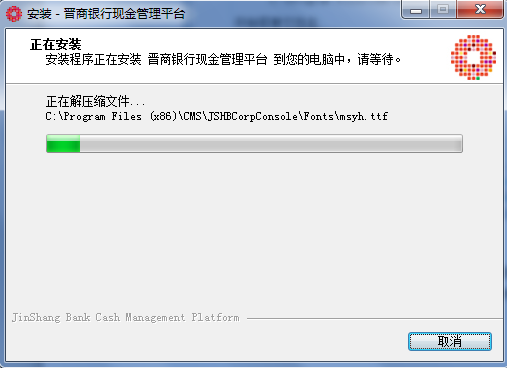 安装 - 晋商银行现金管理平台
正在安装
安装程序正在安装 晋商银行现金管理平台 到您的电脑中，请等待。
正在解压缩文件...
C:\Program Files (x86)\CMS\JSHBCorpConsole\Fonts\msyh.ttf
JinShang Bank Cash Management Platform
取消